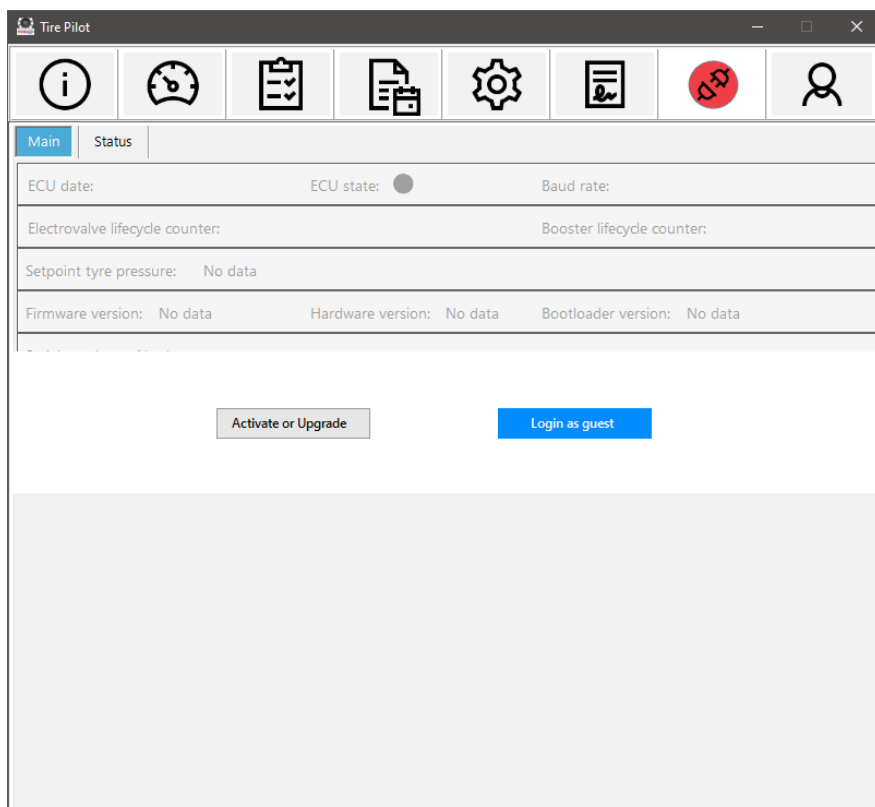 Tire Pilot
Main Status
ECU date: ECU state: Baud rate:
Electrovalve lifecycle counter: Booster lifecycle counter:
Setpoint tyre pressure: No data
Firmware version: No data Hardware version: No data Bootloader version: No data
Activate or Upgrade Login as guest